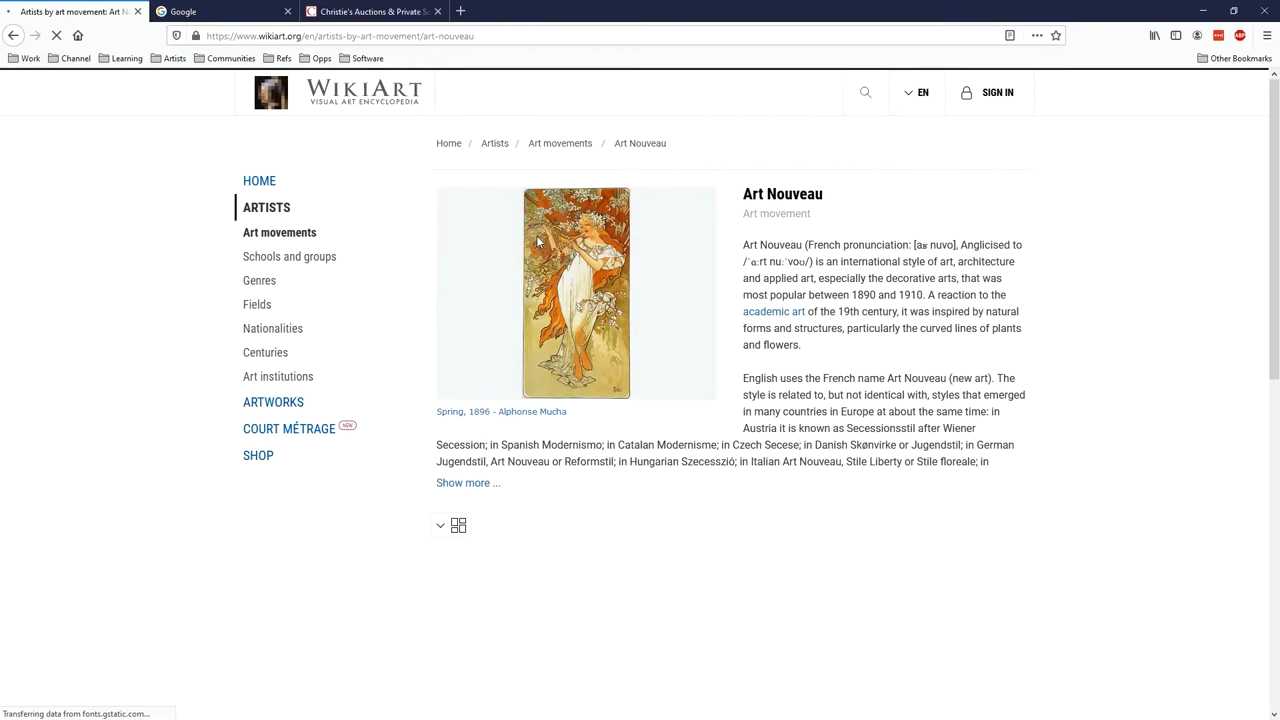 Artists by art movement: Art N
Google
Christie's Auctions & Private S
https://www.wikiart.org/en/artists-by-art-movement/art-nouveau
Work
Channel
Learning
Artists
Communities
Refs
Opps
Software
Other Bookmarks
WIKIART
VISUAL ART ENCYCLOPEDIA
EN
SIGN IN
Home / Artists / Art movements / Art Nouveau
HOME
ARTISTS
Art movements
Schools and groups
Genres
Fields
Nationalities
Centuries
Art institutions
ARTWORKS
COURT MÉTRAGE NEW
SHOP
Spring, 1896 - Alphonse Mucha
Art Nouveau
Art movement
Art Nouveau (French pronunciation: [aʁ nuvo], Anglicised to
/ˈɑːrt nuːˈvoʊ/) is an international style of art, architecture
and applied art, especially the decorative arts, that was
most popular between 1890 and 1910. A reaction to the
academic art of the 19th century, it was inspired by natural
forms and structures, particularly the curved lines of plants
and flowers.
English uses the French name Art Nouveau (new art). The
style is related to, but not identical with, styles that emerged
in many countries in Europe at about the same time: in
Austria it is known as Secessionsstil after Wiener
Secession; in Spanish Modernismo; in Catalan Modernisme; in Czech Secese; in Danish Skønvirke or Jugendstil; in German
Jugendstil, Art Nouveau or Reformstil; in Hungarian Szecesszió; in Italian Art Nouveau, Stile Liberty or Stile floreale; in
Show more ...
Transferring data from fonts.gstatic.com...